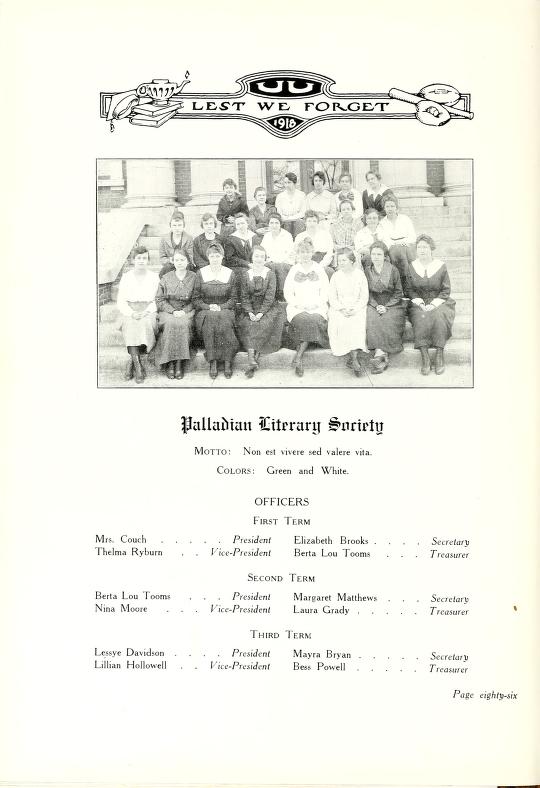 UU
LEST WE FORGET
1918
Palladian Literary Society
MOTTO: Non est vivere sed valere vita.
COLORS: Green and White.
OFFICERS
FIRST TERM
Mrs. Couch . . . . . President Elizabeth Brooks . . . . Secretary
Thelma Ryburn . . Vice-President Berta Lou Tooms . . . Treasurer
SECOND TERM
Berta Lou Tooms . . . President Margaret Matthews . . . Secretary
Nina Moore . . . Vice-President Laura Grady . . . . . Treasurer
THIRD TERM
Lessye Davidson . . . . President Mayra Bryan . . . . . Secretary
Lillian Hollowell . . Vice-President Bess Powell . . . . . Treasurer
Page eighty-six